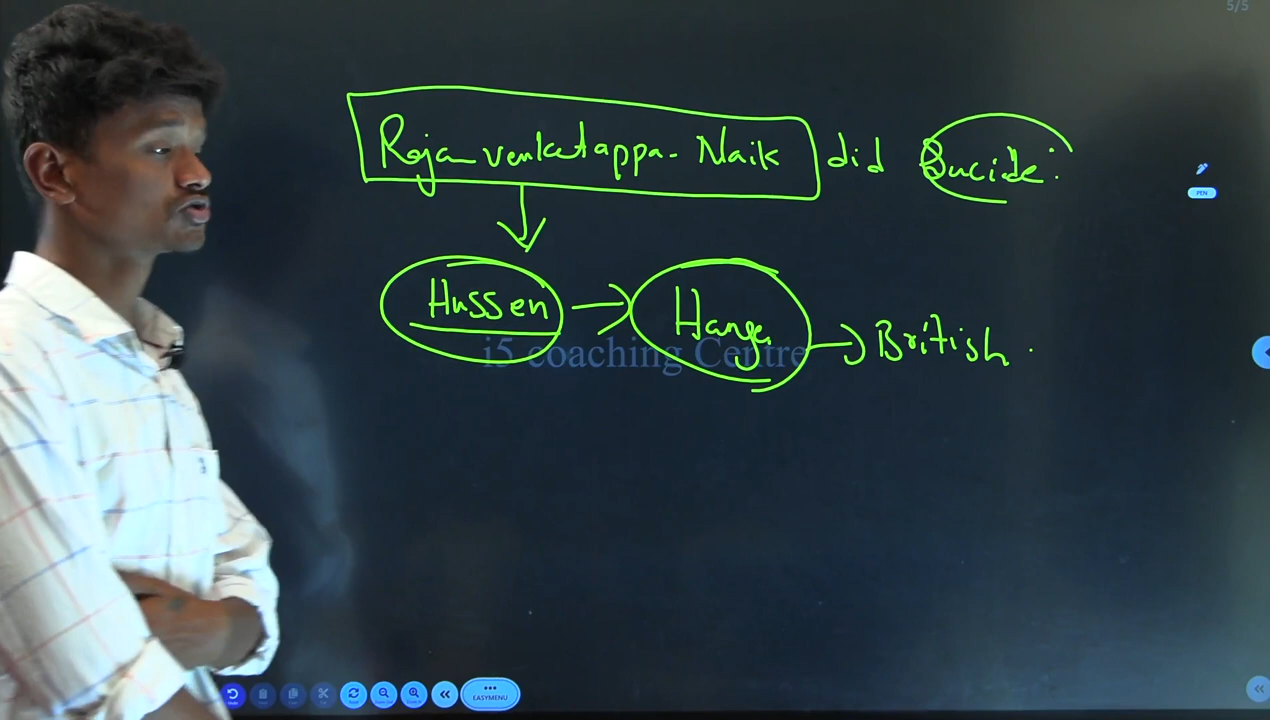 5/5
Raja venkatappa- Naik did Sucide.
PEN
Hussen → Hange → British.
i5 coaching Centre
EASYMENU